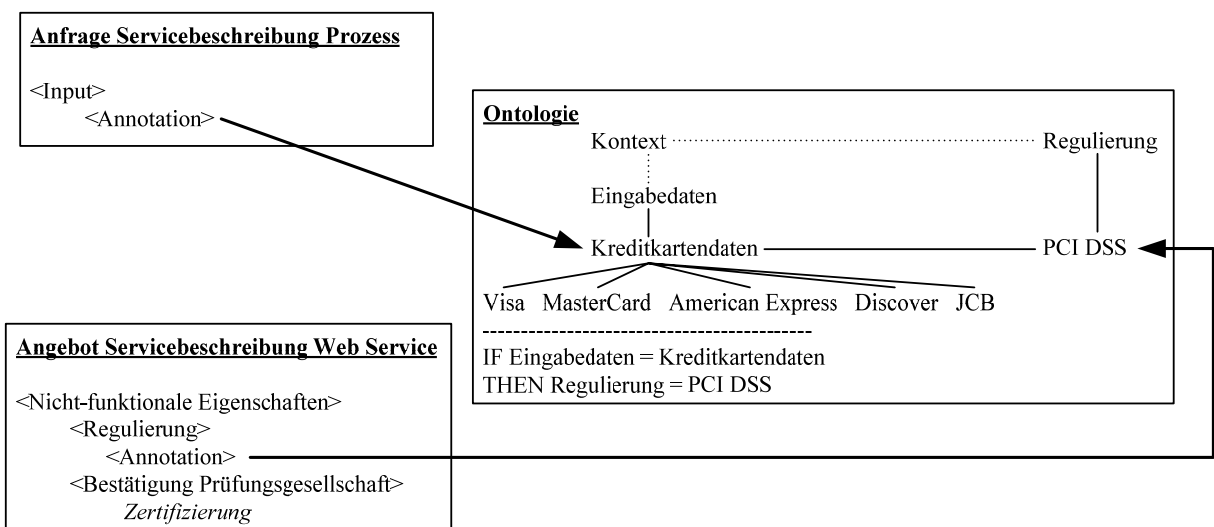 Anfrage Servicebeschreibung Prozess
<Input>
<Annotation>
Ontologie
Kontext Regulierung
Eingabedaten
Kreditkartendaten PCI DSS
Visa MasterCard American Express Discover JCB
IF Eingabedaten = Kreditkartendaten
THEN Regulierung = PCI DSS
Angebot Servicebeschreibung Web Service
<Nicht-funktionale Eigenschaften>
<Regulierung>
<Annotation>
<Bestätigung Prüfungsgesellschaft>
Zertifizierung